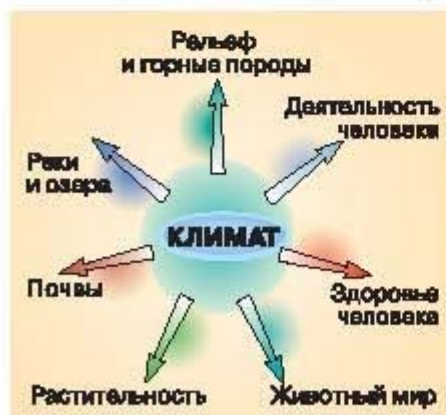 Рельеф
и горные породы
Деятельность
человека
Реки
и озера
КЛИМАТ
Почвы
Здоровье
человека
Растительность
Животный мир